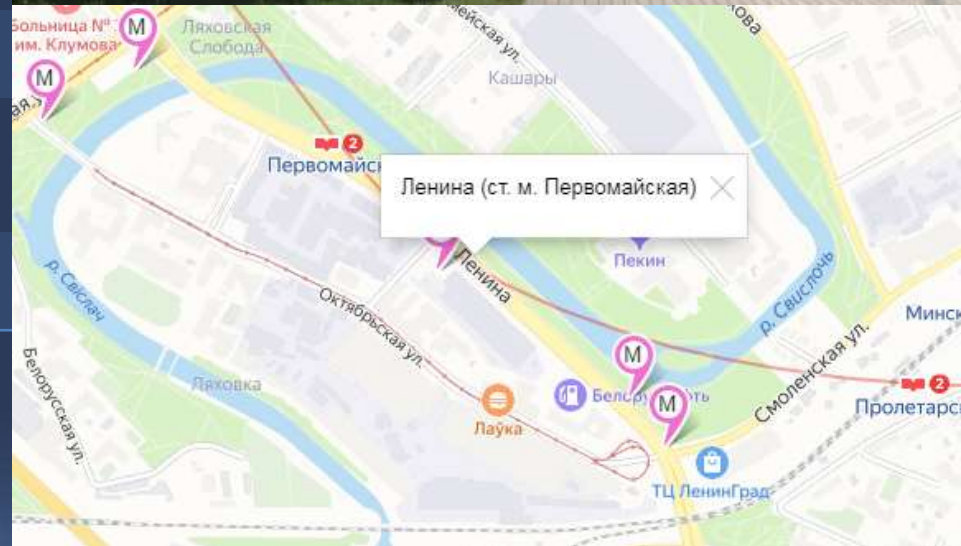 Больница №
им. Клумова
М
Ляховская
Слобода
М
Кашары
2
Первомайск
Ленина (ст. м. Первомайская)
Ленина
Пекин
р. Свислочь
р. Свіслач
Октябрьская ул.
Минск
М
Смоленская ул.
2
Пролетарс
Белорусская ул.
Ляховка
Лаўка
М
ТЦ ЛенинГрад